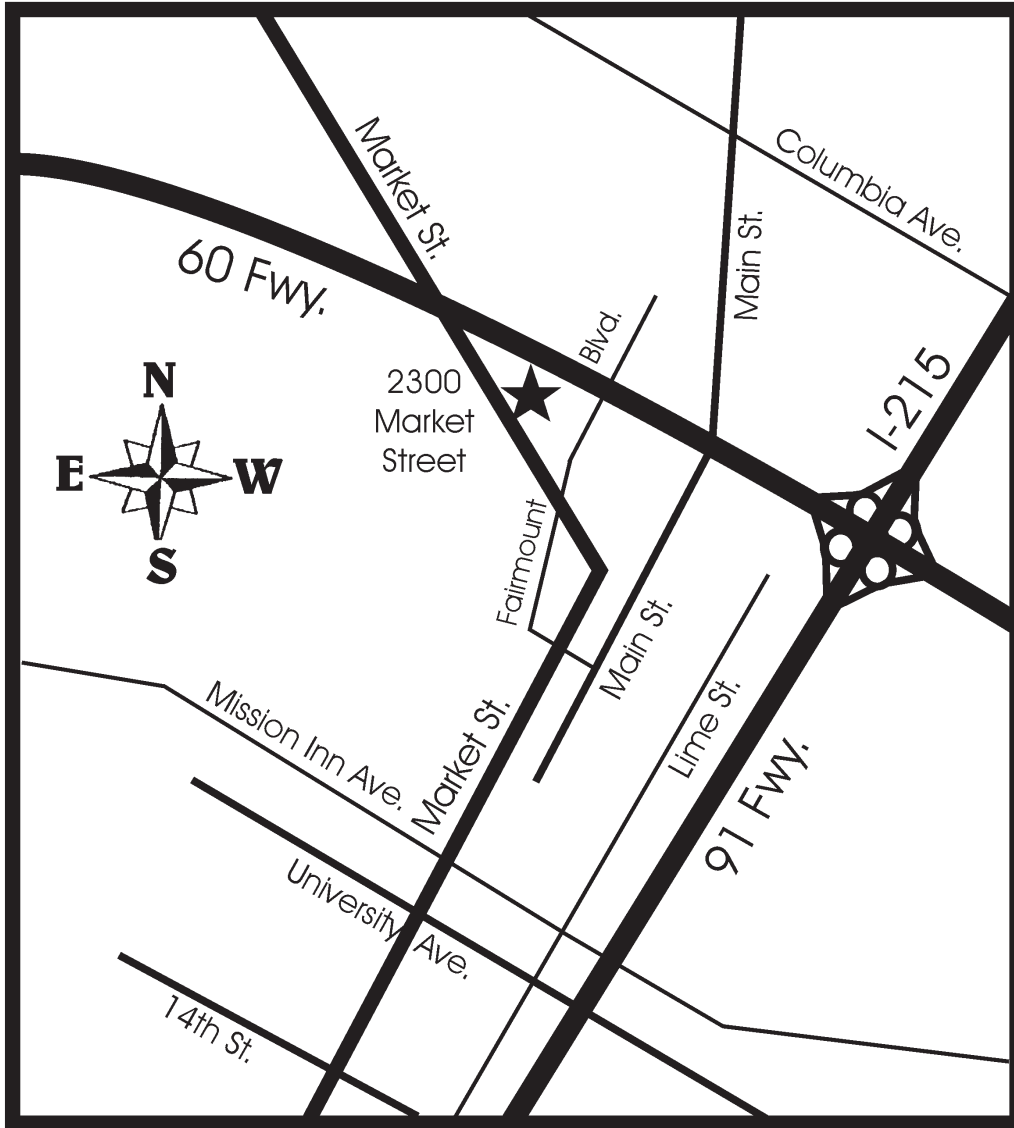 Market St.
Columbia Ave.
Main St.
60 Fwy.
Blvd.
I-215
N
E W
S
2300
Market
Street
Fairmount
Main St.
Lime St.
Mission Inn Ave.
Market St.
91 Fwy.
University Ave.
14th St.